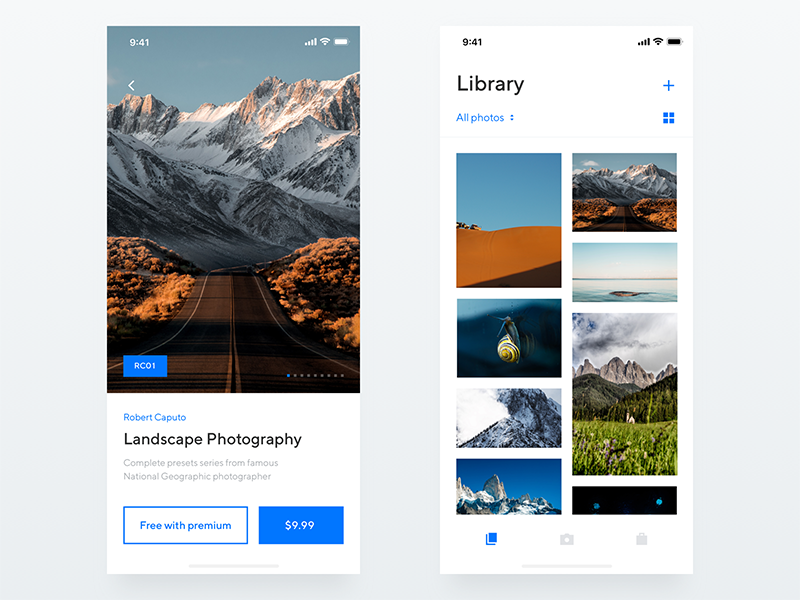 9:41
RC01
Robert Caputo
Landscape Photography
Complete presets series from famous
National Geographic photographer
Free with premium
$9.99
9:41
Library
All photos